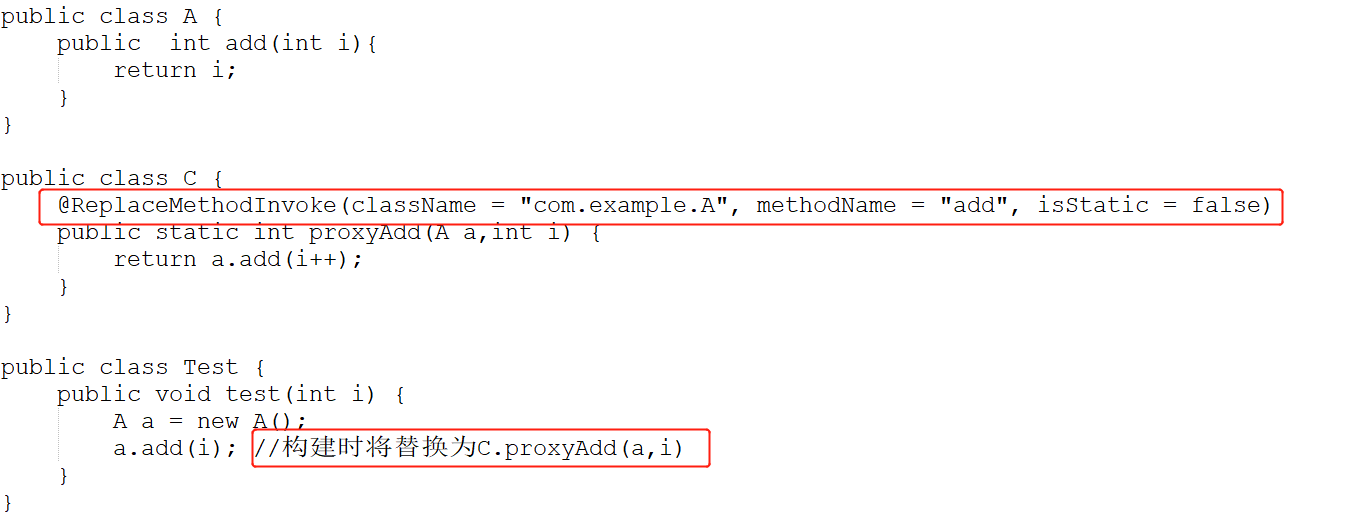 public class A {
    public  int add(int i){
        return i;
    }
}
public class C {
    @ReplaceMethodInvoke(className = "com.example.A", methodName = "add", isStatic = false)
    public static int proxyAdd(A a,int i) {
        return a.add(i++);
    }
}
public class Test {
    public void test(int i) {
        A a = new A();
        a.add(i); //构建时将替换为C.proxyAdd(a,i)
    }
}